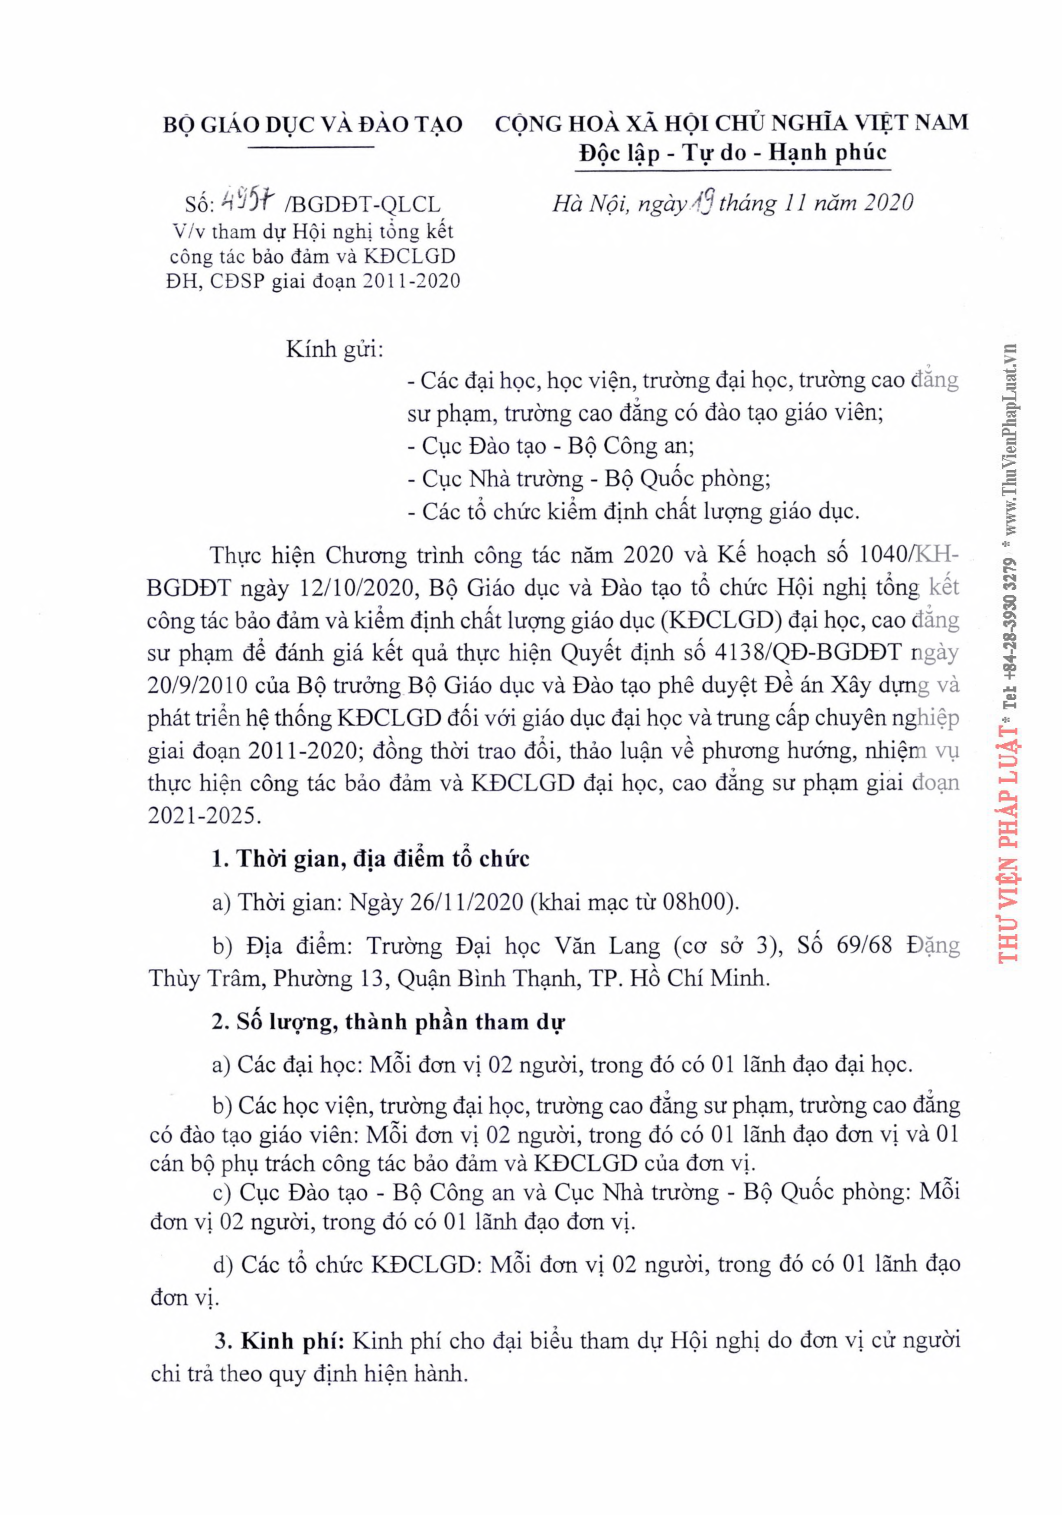 BỘ GIÁO DỤC VÀ ĐÀO TẠO
CỘNG HOÀ XÃ HỘI CHỦ NGHĨA VIỆT NAM
Độc lập - Tự do - Hạnh phúc
Số: 4957 /BGDĐT-QLCL
V/v tham dự Hội nghị tổng kết
công tác bảo đảm và KĐCLGD
ĐH, CĐSP giai đoạn 2011-2020
Hà Nội, ngày 19 tháng 11 năm 2020
Kính gửi:
- Các đại học, học viện, trường đại học, trường cao đẳng
sư phạm, trường cao đẳng có đào tạo giáo viên;
- Cục Đào tạo - Bộ Công an;
- Cục Nhà trường - Bộ Quốc phòng;
- Các tổ chức kiểm định chất lượng giáo dục.
Thực hiện Chương trình công tác năm 2020 và Kế hoạch số 1040/KH-
BGDĐT ngày 12/10/2020, Bộ Giáo dục và Đào tạo tổ chức Hội nghị tổng kết
công tác bảo đảm và kiểm định chất lượng giáo dục (KĐCLGD) đại học, cao đẳng
sư phạm để đánh giá kết quả thực hiện Quyết định số 4138/QĐ-BGDĐT ngày
20/9/2010 của Bộ trưởng Bộ Giáo dục và Đào tạo phê duyệt Đề án Xây dựng và
phát triển hệ thống KĐCLGD đối với giáo dục đại học và trung cấp chuyên nghiệp
giai đoạn 2011-2020; đồng thời trao đổi, thảo luận về phương hướng, nhiệm vụ
thực hiện công tác bảo đảm và KĐCLGD đại học, cao đẳng sư phạm giai đoạn
2021-2025.
1. Thời gian, địa điểm tổ chức
a) Thời gian: Ngày 26/11/2020 (khai mạc từ 08h00).
b) Địa điểm: Trường Đại học Văn Lang (cơ sở 3), Số 69/68 Đặng
Thùy Trâm, Phường 13, Quận Bình Thạnh, TP. Hồ Chí Minh.
2. Số lượng, thành phần tham dự
a) Các đại học: Mỗi đơn vị 02 người, trong đó có 01 lãnh đạo đại học.
b) Các học viện, trường đại học, trường cao đẳng sư phạm, trường cao đẳng
có đào tạo giáo viên: Mỗi đơn vị 02 người, trong đó có 01 lãnh đạo đơn vị và 01
cán bộ phụ trách công tác bảo đảm và KĐCLGD của đơn vị.
c) Cục Đào tạo - Bộ Công an và Cục Nhà trường - Bộ Quốc phòng: Mỗi
đơn vị 02 người, trong đó có 01 lãnh đạo đơn vị.
d) Các tổ chức KĐCLGD: Mỗi đơn vị 02 người, trong đó có 01 lãnh đạo
đơn vị.
3. Kinh phí: Kinh phí cho đại biểu tham dự Hội nghị do đơn vị cử người
chi trả theo quy định hiện hành.
THƯ VIỆN PHÁP LUẬT * Tel: +84-28-3930 3279 * www.ThuVienPhapLuat.vn